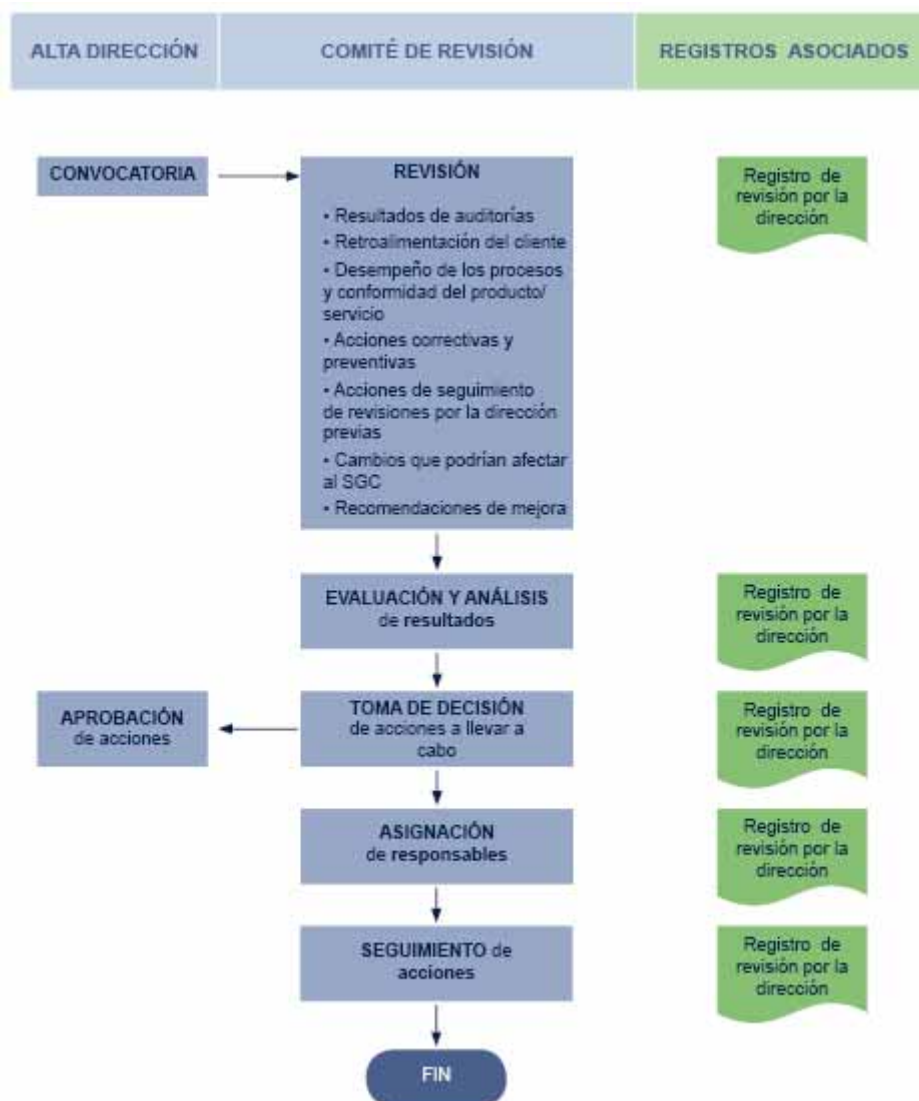 ALTA DIRECCIÓN
COMITÉ DE REVISIÓN
REGISTROS ASOCIADOS
CONVOCATORIA
REVISIÓN
• Resultados de auditorías
• Retroalimentación del cliente
• Desempeño de los procesos
y conformidad del producto/
servicio
• Acciones correctivas y
preventivas
• Acciones de seguimiento
de revisiones por la dirección
previas
• Cambios que podrían afectar
al SGC
• Recomendaciones de mejora
Registro de
revisión por la
dirección
EVALUACIÓN Y ANÁLISIS
de resultados
Registro de
revisión por la
dirección
APROBACIÓN
de acciones
TOMA DE DECISIÓN
de acciones a llevar a
cabo
Registro de
revisión por la
dirección
ASIGNACIÓN
de responsables
Registro de
revisión por la
dirección
SEGUIMIENTO de
acciones
Registro de
revisión por la
dirección
FIN